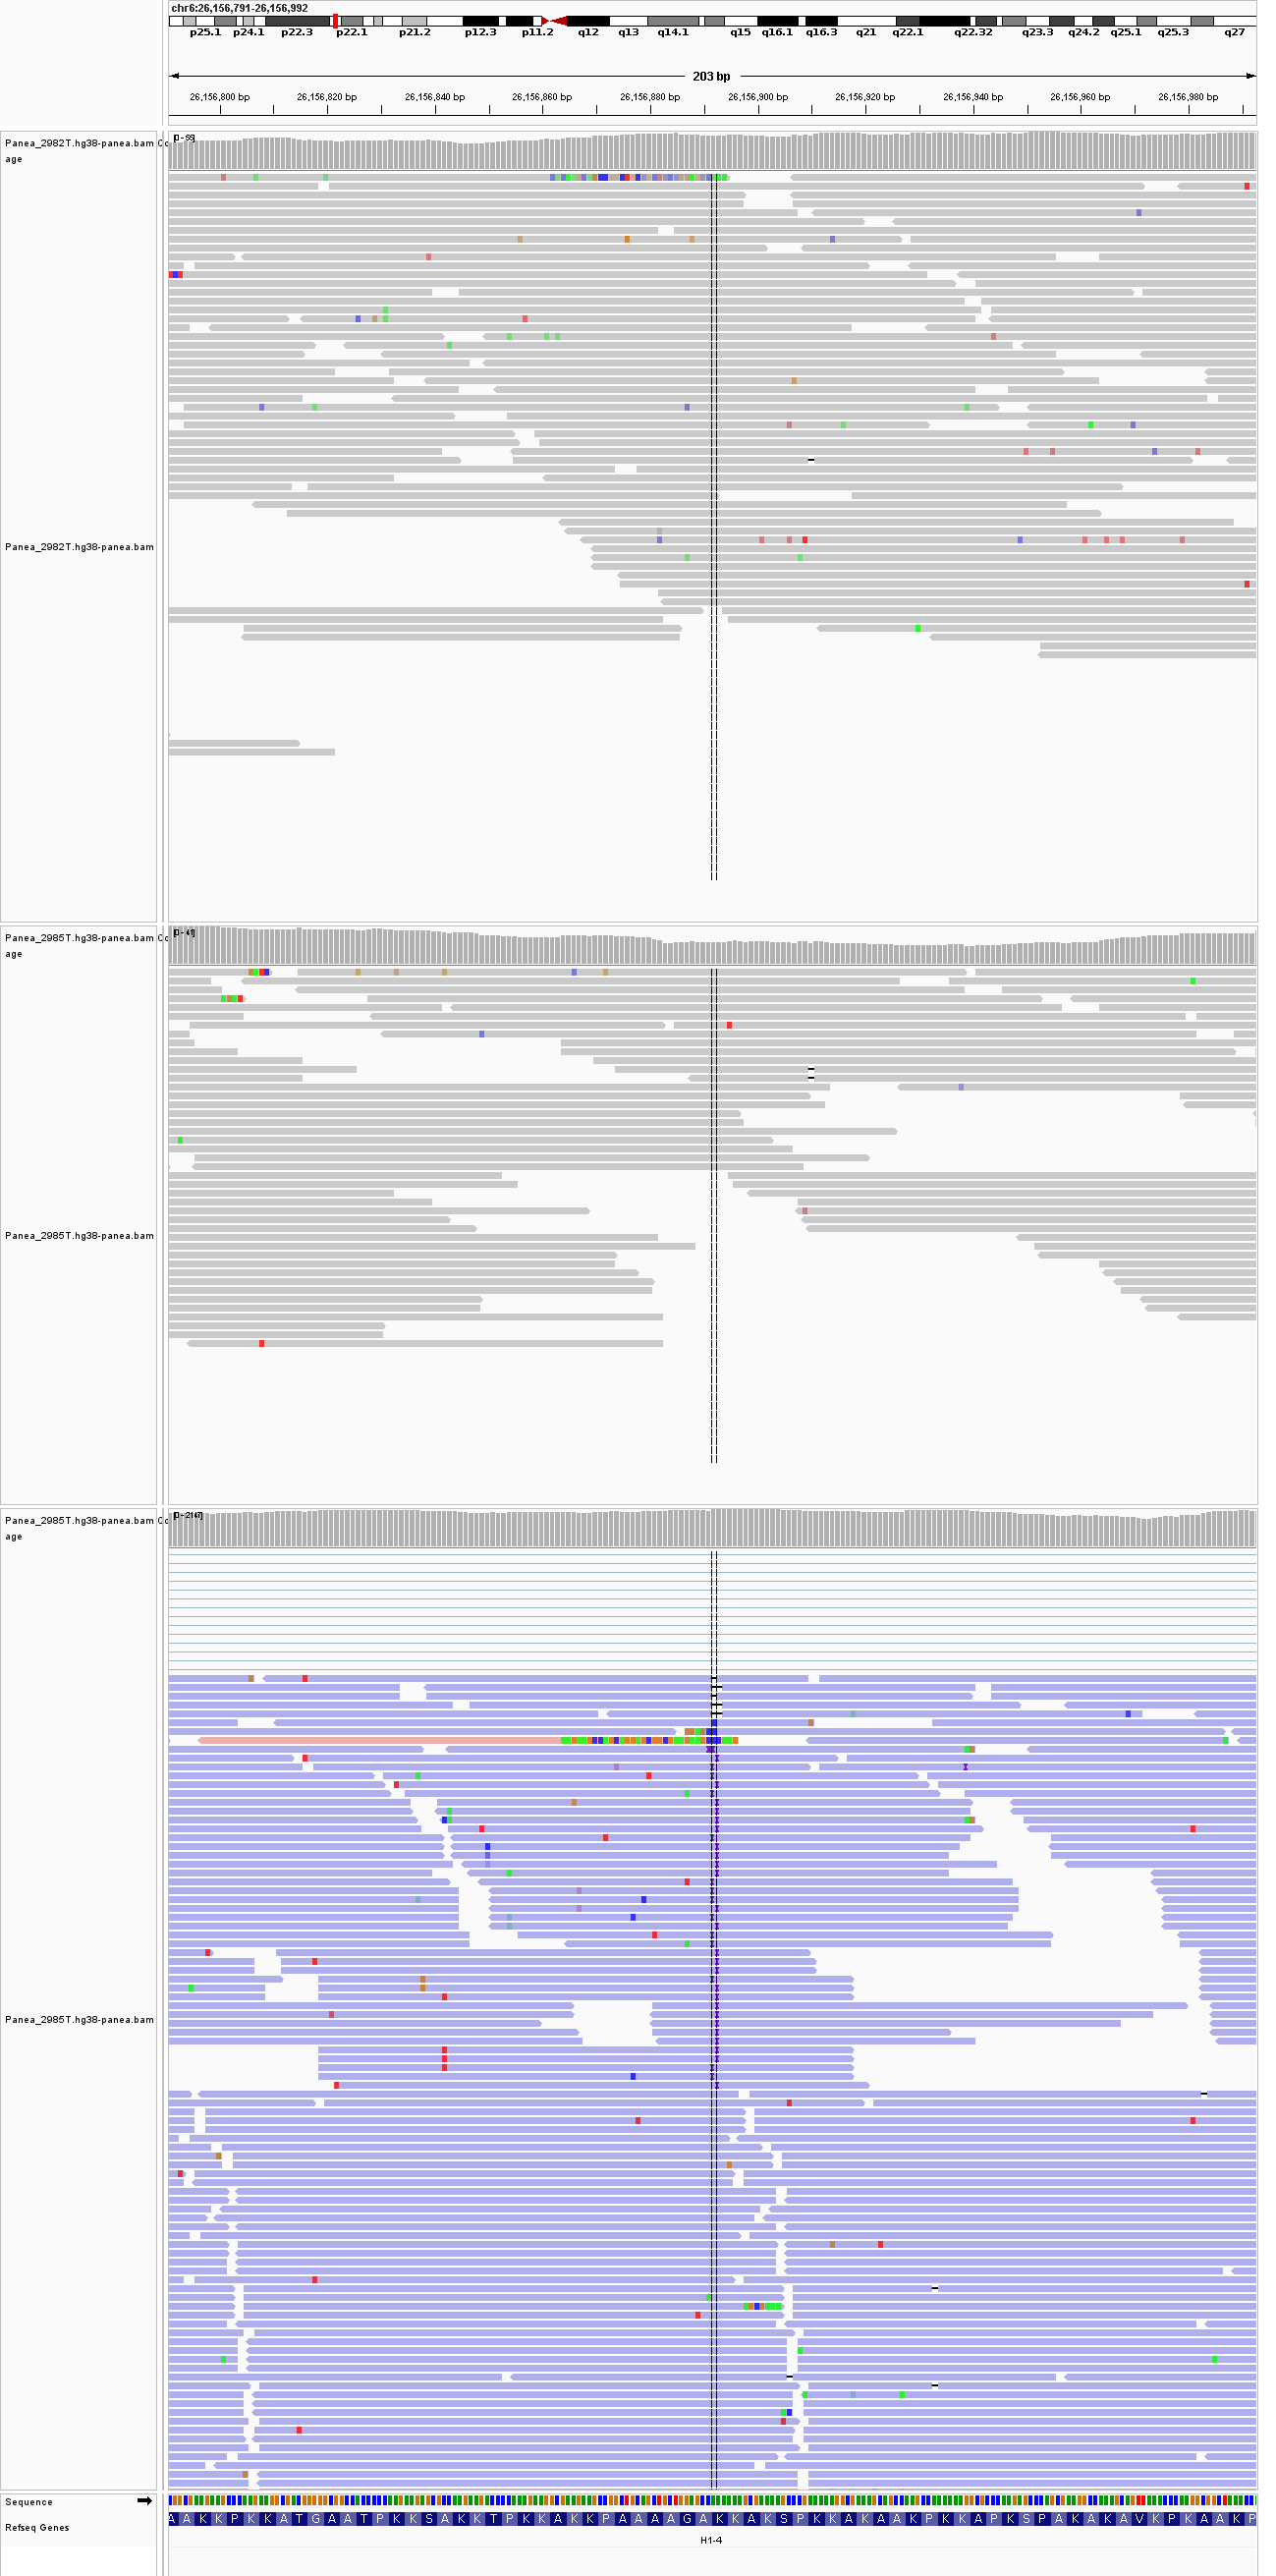 chr6:26,156,791-26,156,992
p25.1 p24.1 p22.3 p22.1 p21.2 p12.3 p11.2 q12 q13 q14.1 q15 q16.1 q16.3 q21 q22.1 q22.32 q23.3 q24.2 q25.1 q25.3 q27
203 bp
26,156,800 bp 26,156,820 bp 26,156,840 bp 26,156,860 bp 26,156,880 bp 26,156,900 bp 26,156,920 bp 26,156,940 bp 26,156,960 bp 26,156,980 bp
Panea_2982T.hg38-panea.bam Co
age
Panea_2982T.hg38-panea.bam
Panea_2985T.hg38-panea.bam Co
age
Panea_2985T.hg38-panea.bam
Panea_2985T.hg38-panea.bam Co
age
Panea_2985T.hg38-panea.bam
Sequence
Refseq Genes
A A K K P K K A T G A A T P K K S A K K T P K K A K K P A A A A G A K K A K S P K K A K A A K P K K A P K S P A K A K A V K P K A A K P
H1-4